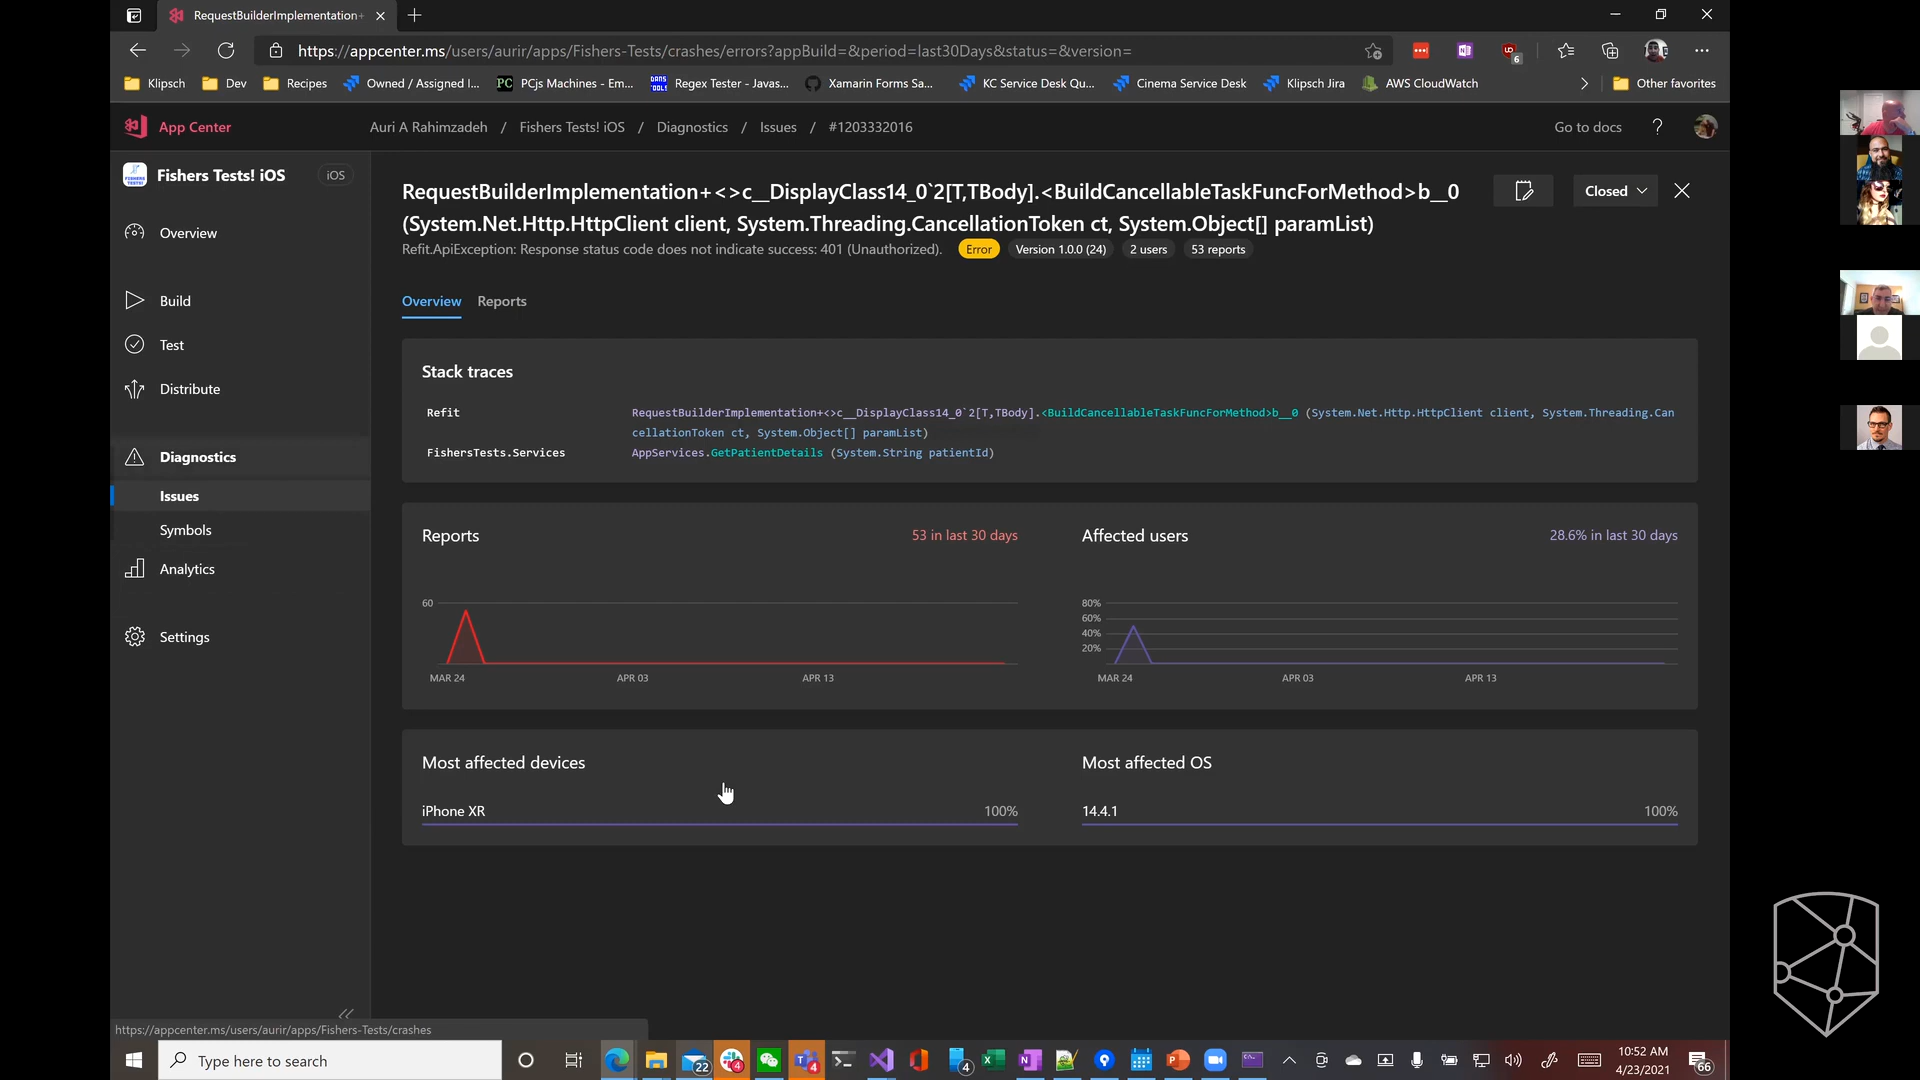 RequestBuilderImplementation+
https://appcenter.ms/users/aurir/apps/Fishers-Tests/crashes/errors?appBuild=&period=last30Days&status=&version=
6
Klipsch
Dev
Recipes
Owned / Assigned I...
PC
PCjs Machines - Em...
Regex Tester - Javas...
Xamarin Forms Sa...
KC Service Desk Qu...
Cinema Service Desk
Klipsch Jira
AWS CloudWatch
Other favorites
App Center
Auri A Rahimzadeh / Fishers Tests! iOS / Diagnostics / Issues / #1203332016
Go to docs
?
Fishers Tests! iOS
iOS
Overview
Build
Test
Distribute
Diagnostics
Issues
Symbols
Analytics
Settings
RequestBuilderImplementation+<>c__DisplayClass14_0`2[T,TBody].<BuildCancellableTaskFuncForMethod>b__0
(System.Net.Http.HttpClient client, System.Threading.CancellationToken ct, System.Object[] paramList)
Closed
Refit.ApiException: Response status code does not indicate success: 401 (Unauthorized).
Error
Version 1.0.0 (24)
2 users
53 reports
Overview
Reports
Stack traces
Refit
RequestBuilderImplementation+<>c__DisplayClass14_0`2[T,TBody].<BuildCancellableTaskFuncForMethod>b__0 (System.Net.Http.HttpClient client, System.Threading.Can
cellationToken ct, System.Object[] paramList)
FishersTests.Services
AppServices.GetPatientDetails (System.String patientId)
Reports
53 in last 30 days
60
MAR 24
APR 03
APR 13
Affected users
28.6% in last 30 days
80%
60%
40%
20%
MAR 24
APR 03
APR 13
Most affected devices
iPhone XR
100%
Most affected OS
14.4.1
100%
https://appcenter.ms/users/aurir/apps/Fishers-Tests/crashes
Type here to search
22
4
4
4
10:52 AM
4/23/2021
66